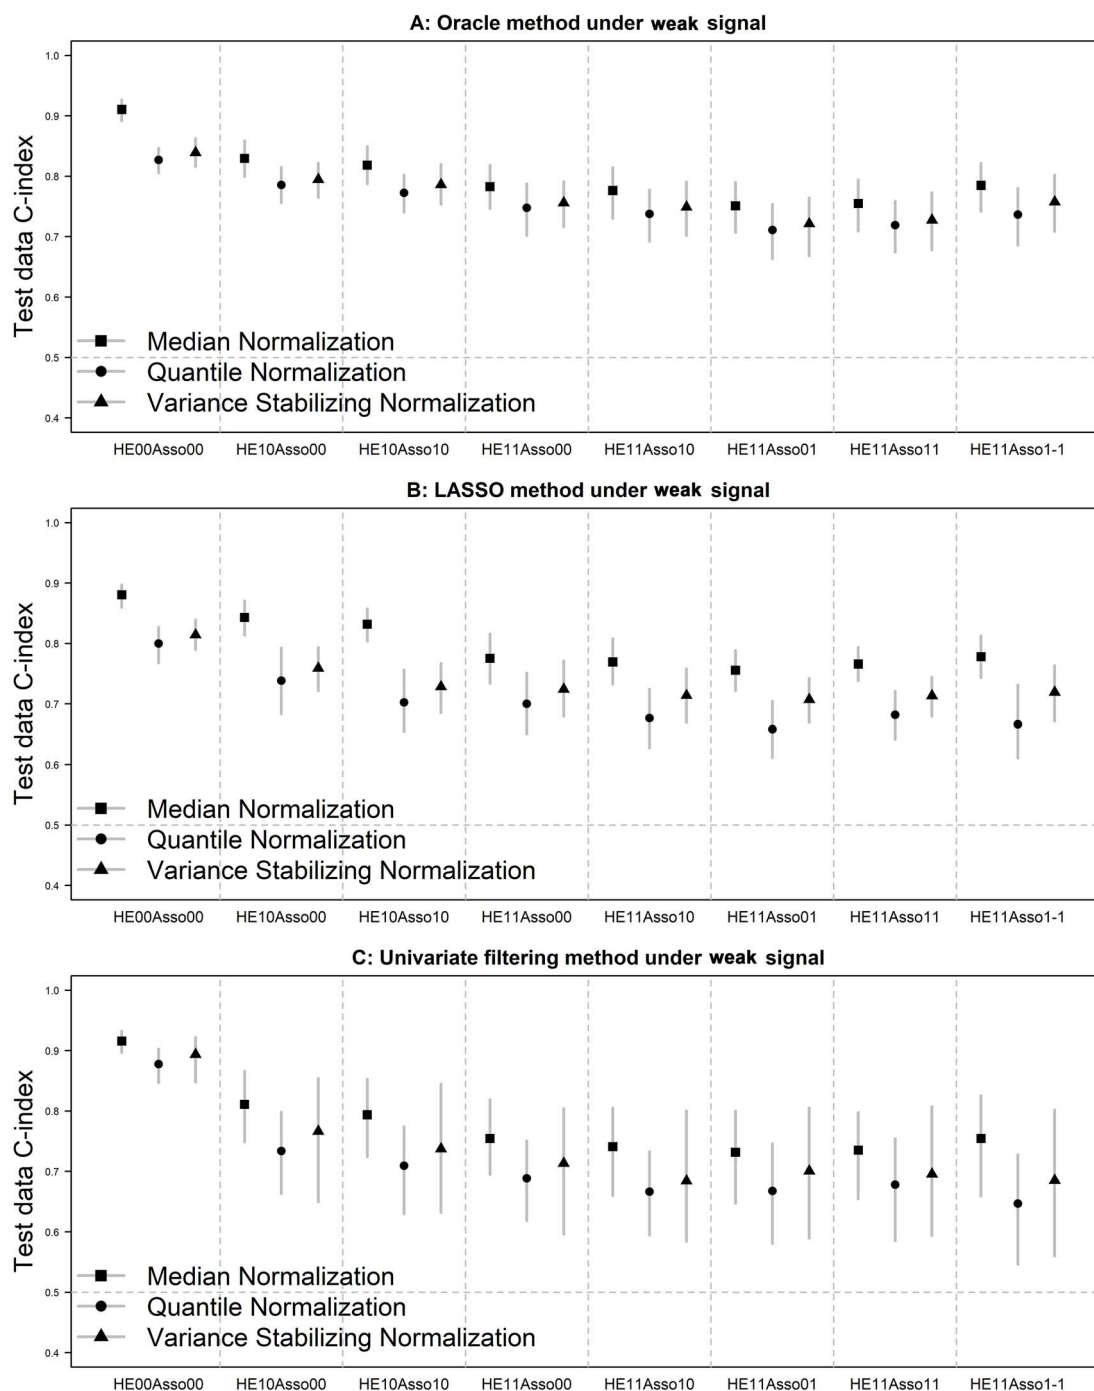 A: Oracle method under weak signal
1.0
0.9
0.8
0.7
0.6
0.5
0.4
Test data C-index
Median Normalization
Quantile Normalization
Variance Stabilizing Normalization
HE00Asso00 HE10Asso00 HE10Asso10 HE11Asso00 HE11Asso10 HE11Asso01 HE11Asso11 HE11Asso1-1
B: LASSO method under weak signal
1.0
0.9
0.8
0.7
0.6
0.5
0.4
Test data C-index
Median Normalization
Quantile Normalization
Variance Stabilizing Normalization
HE00Asso00 HE10Asso00 HE10Asso10 HE11Asso00 HE11Asso10 HE11Asso01 HE11Asso11 HE11Asso1-1
C: Univariate filtering method under weak signal
1.0
0.9
0.8
0.7
0.6
0.5
0.4
Test data C-index
Median Normalization
Quantile Normalization
Variance Stabilizing Normalization
HE00Asso00 HE10Asso00 HE10Asso10 HE11Asso00 HE11Asso10 HE11Asso01 HE11Asso11 HE11Asso1-1